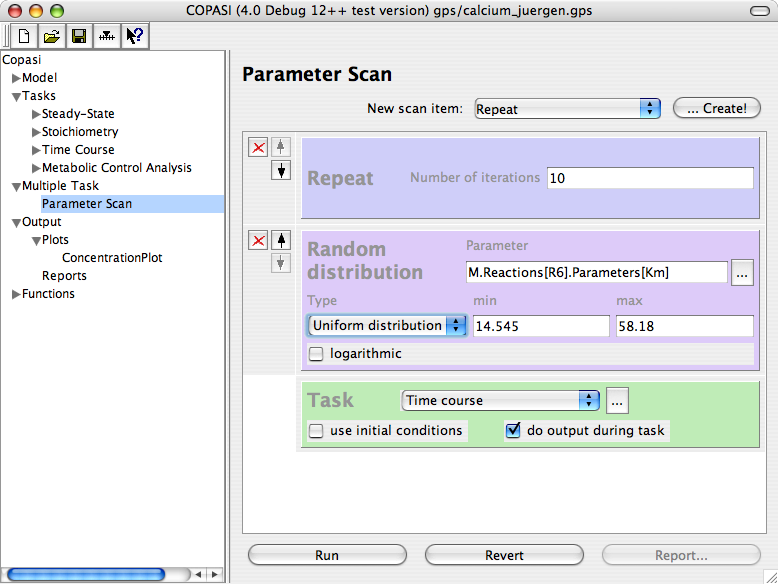 COPASI (4.0 Debug 12++ test version) gps/calcium_juergen.gps
Copasi
Model
Tasks
Steady-State
Stoichiometry
Time Course
Metabolic Control Analysis
Multiple Task
Parameter Scan
Output
Plots
ConcentrationPlot
Reports
Functions
Parameter Scan
New scan item: Repeat ... Create!
Repeat Number of iterations 10
Random distribution
Parameter
M.Reactions[R6].Parameters[Km] ...
Type min max
Uniform distribution 14.545 58.18
logarithmic
Task Time course ...
use initial conditions do output during task
Run Revert Report...